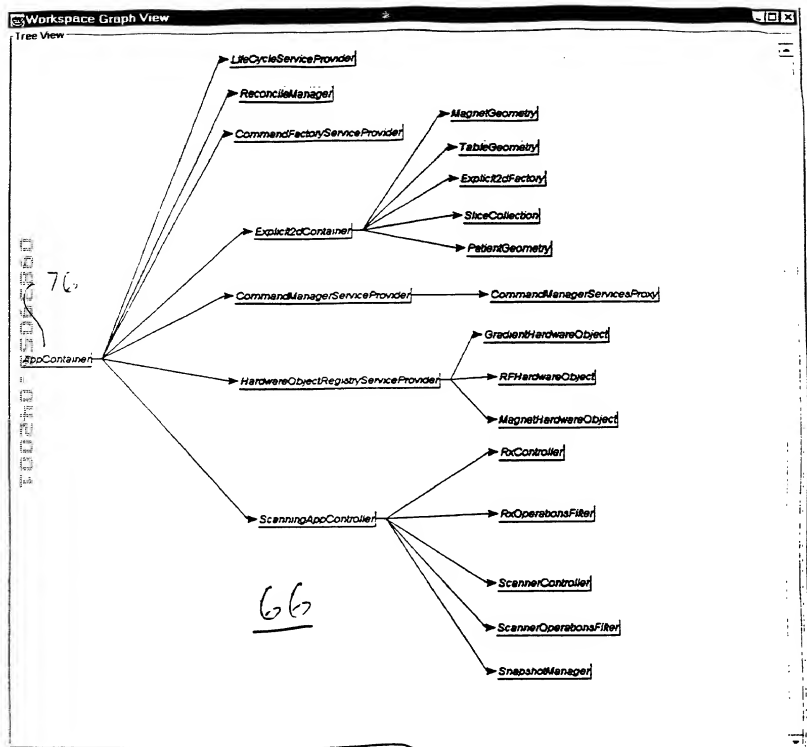 Workspace Graph View
Tree View
LifeCycleServiceProvider
ReconcileManager
CommandFactoryServiceProvider
MagnetGeometry
TableGeometry
Explicit2dFactory
SliceCollection
PatientGeometry
Explicit2dContainer
76
CommandManagerServiceProvider
CommandManagerServicesProxy
GradientHardwareObject
AppContainer
HardwareObjectRegistryServiceProvider
RFHardwareObject
MagnetHardwareObject
RxController
ScanningAppController
RxOperationsFilter
ScannerController
66
ScannerOperationsFilter
SnapshotManager